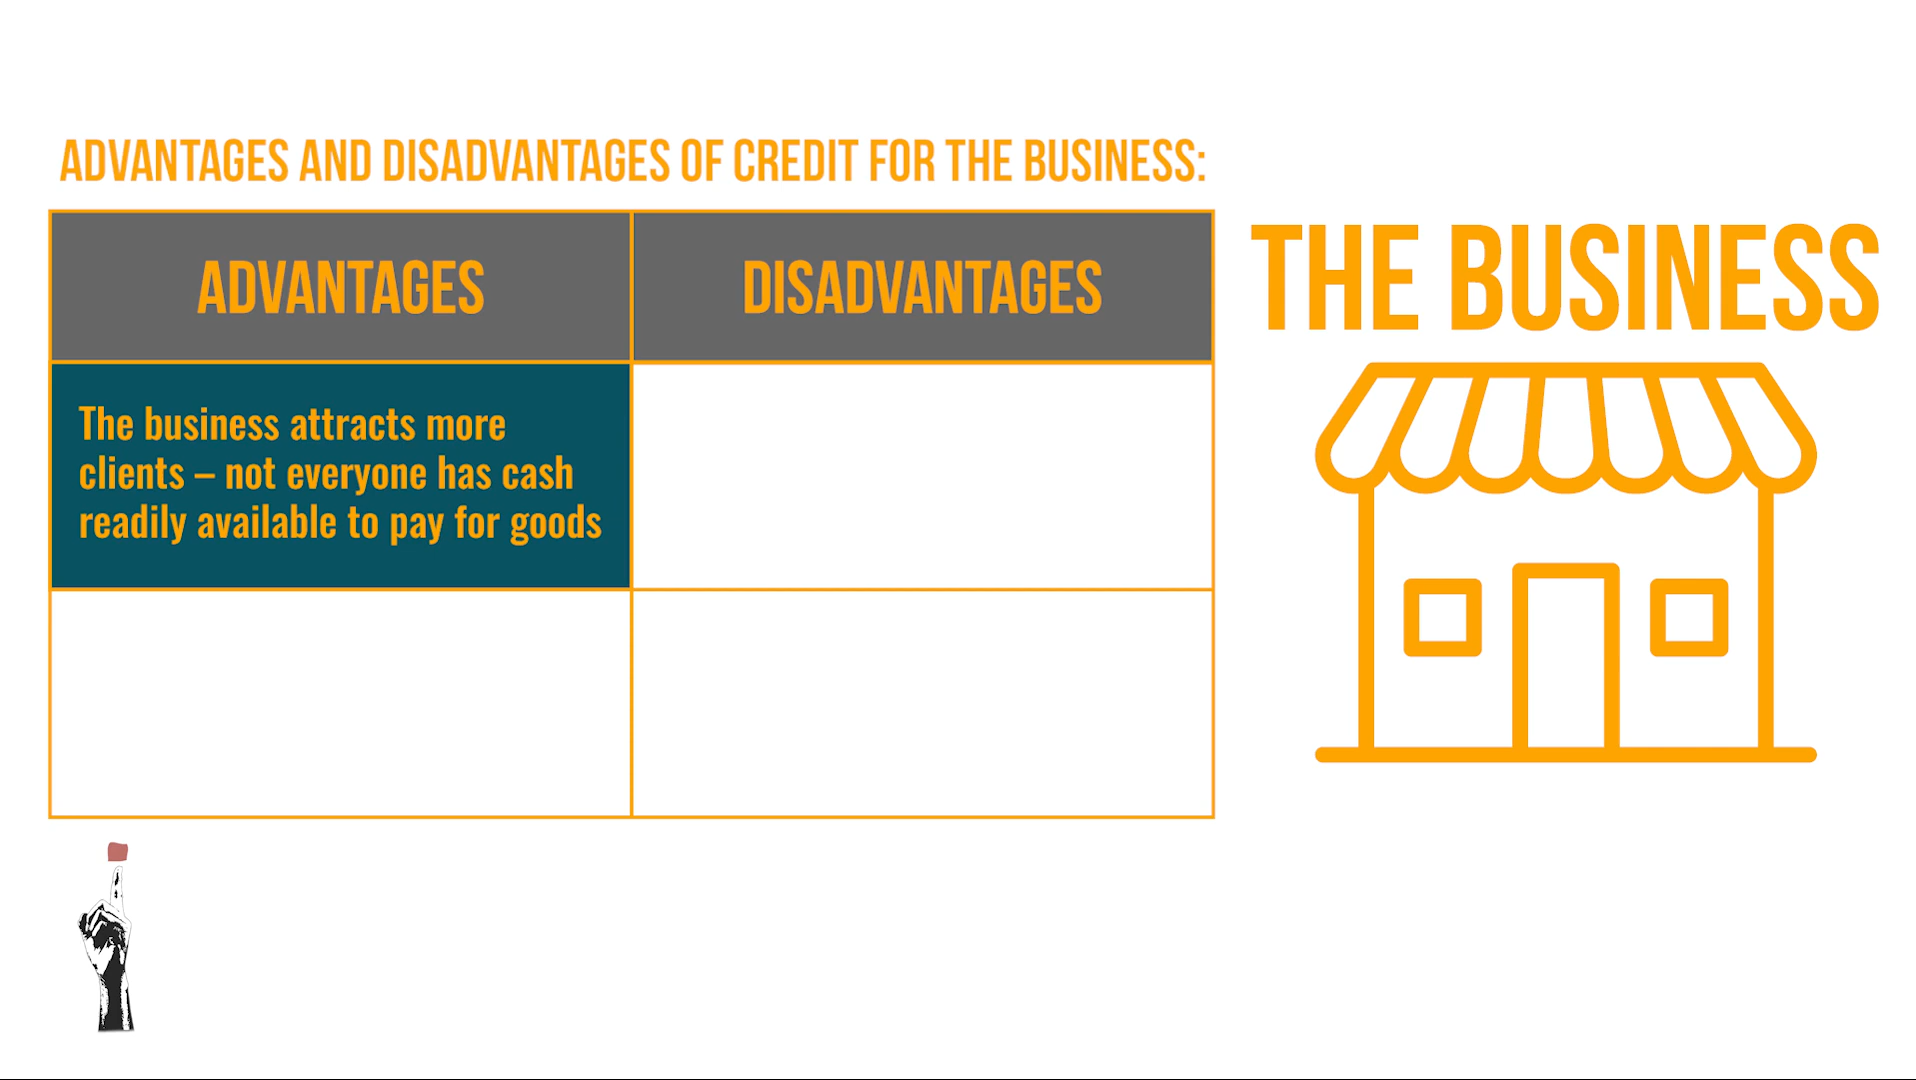 ADVANTAGES AND DISADVANTAGES OF CREDIT FOR THE BUSINESS:
ADVANTAGES
DISADVANTAGES
The business attracts more
clients – not everyone has cash
readily available to pay for goods
THE BUSINESS